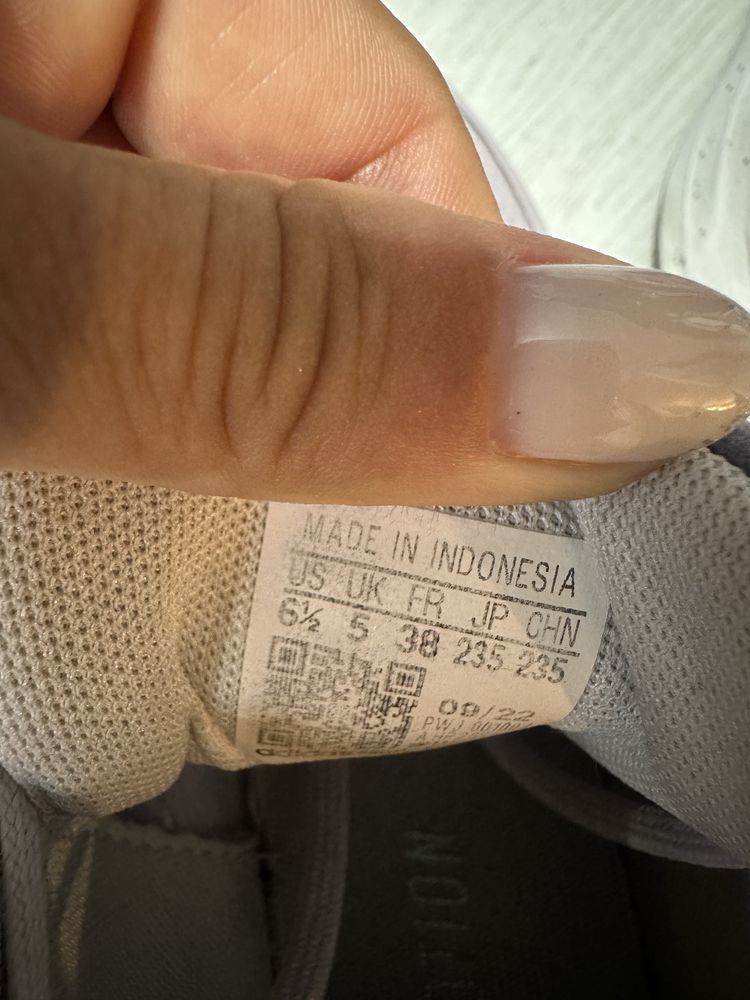 MADE IN INDONESIA
US UK FR JP CHN
6½ 5 38 235 235
09/22